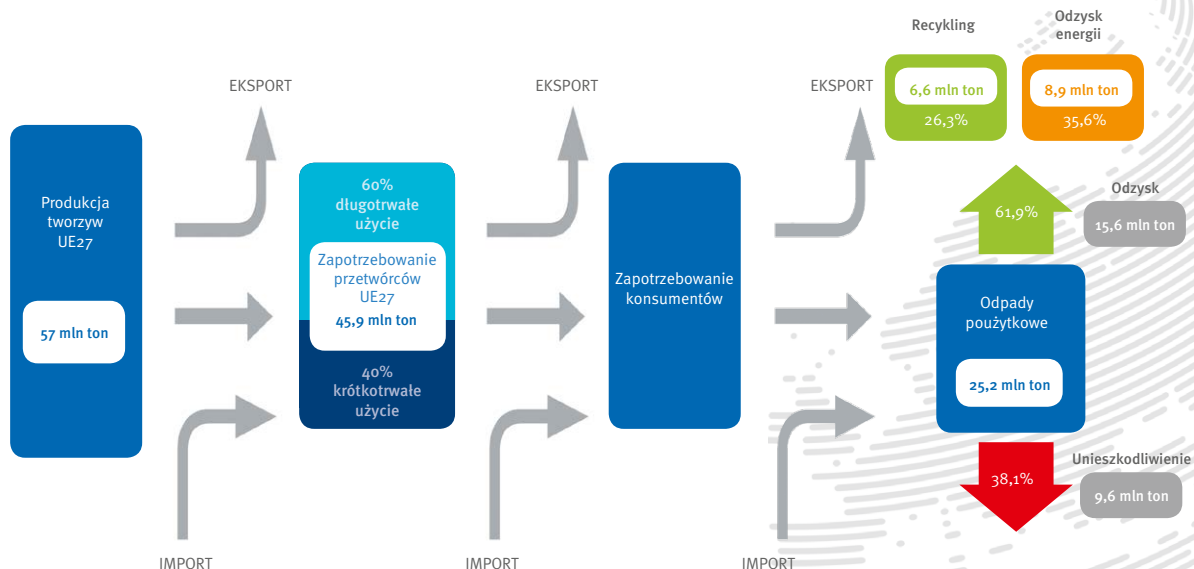 Recykling
Odzysk
energii
EKSPORT
EKSPORT
EKSPORT
6,6 mln ton
26,3%
8,9 mln ton
35,6%
Produkcja
tworzyw
UE27
57 mln ton
60%
długotrwałe
użycie
Zapotrzebowanie
przetwórców
UE27
45,9 mln ton
40%
krótkotrwałe
użycie
Zapotrzebowanie
konsumentów
61,9%
Odzysk
15,6 mln ton
Odpady
poużytkowe
25,2 mln ton
38,1%
Unieszkodliwienie
9,6 mln ton
IMPORT
IMPORT
IMPORT